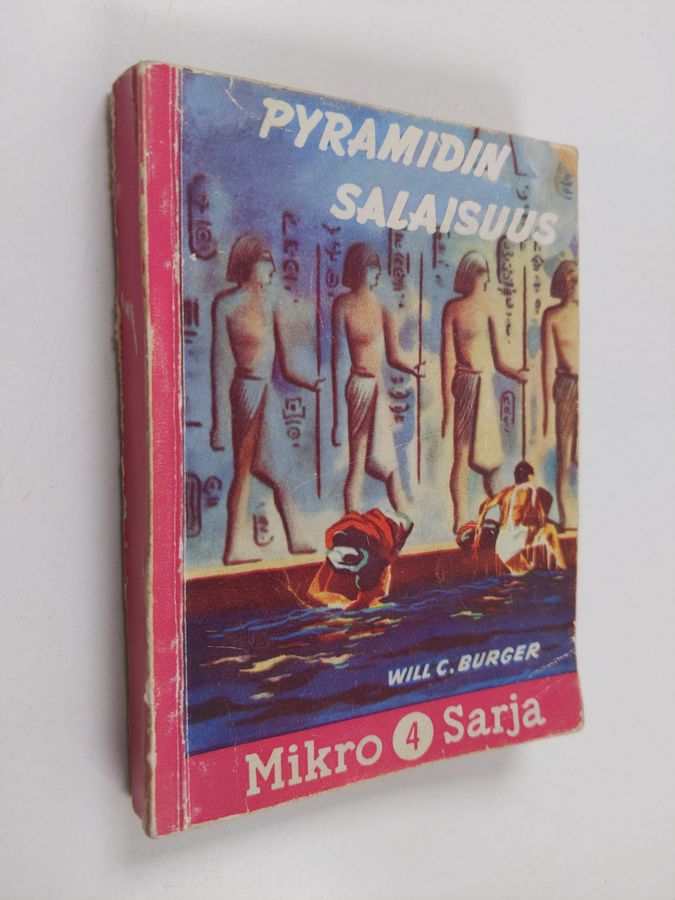 PYRAMIDIN
SALAISUUS
WILL C. BURGER
Mikro 4 Sarja